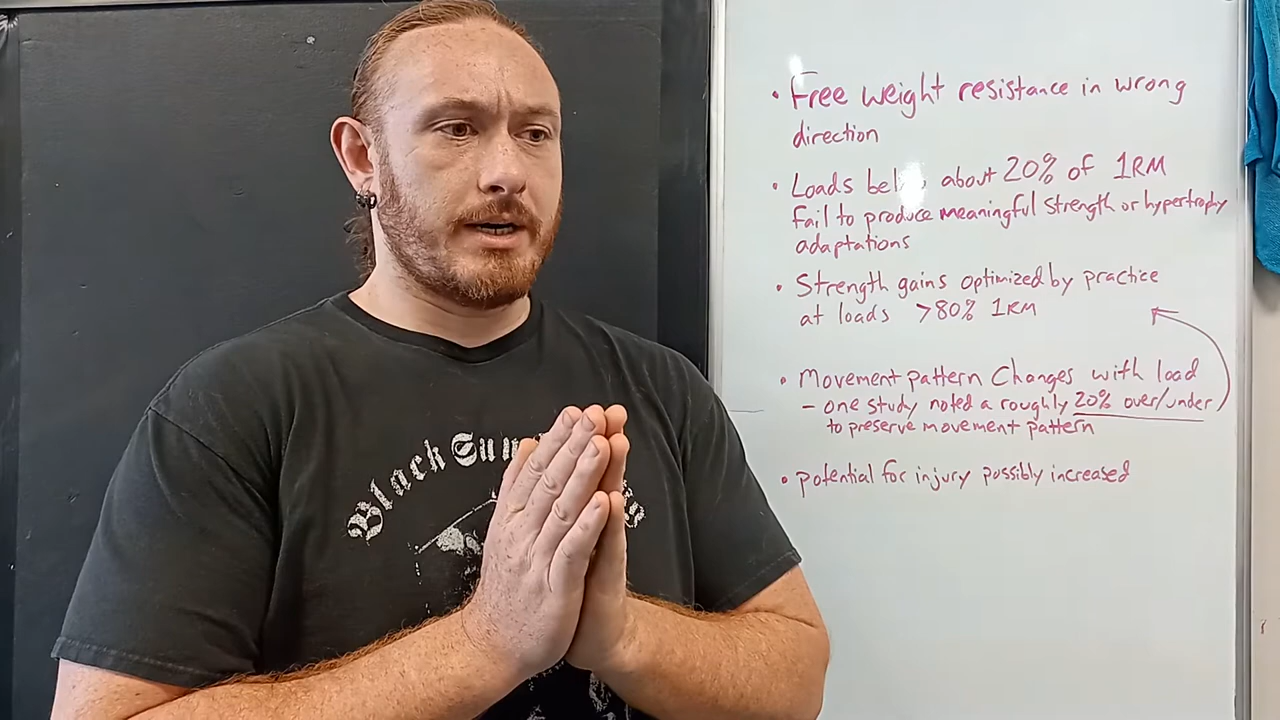 Black
• Free weight resistance in wrong
direction
• Loads about 20% of 1RM
fail to produce meaningful strength or hypertrophy
adaptations
• Strength gains optimized by practice
at loads >80% 1RM
• Movement pattern Changes with load
– one study noted a roughly 20% over/under
to preserve movement pattern
• potential for injury possibly increased